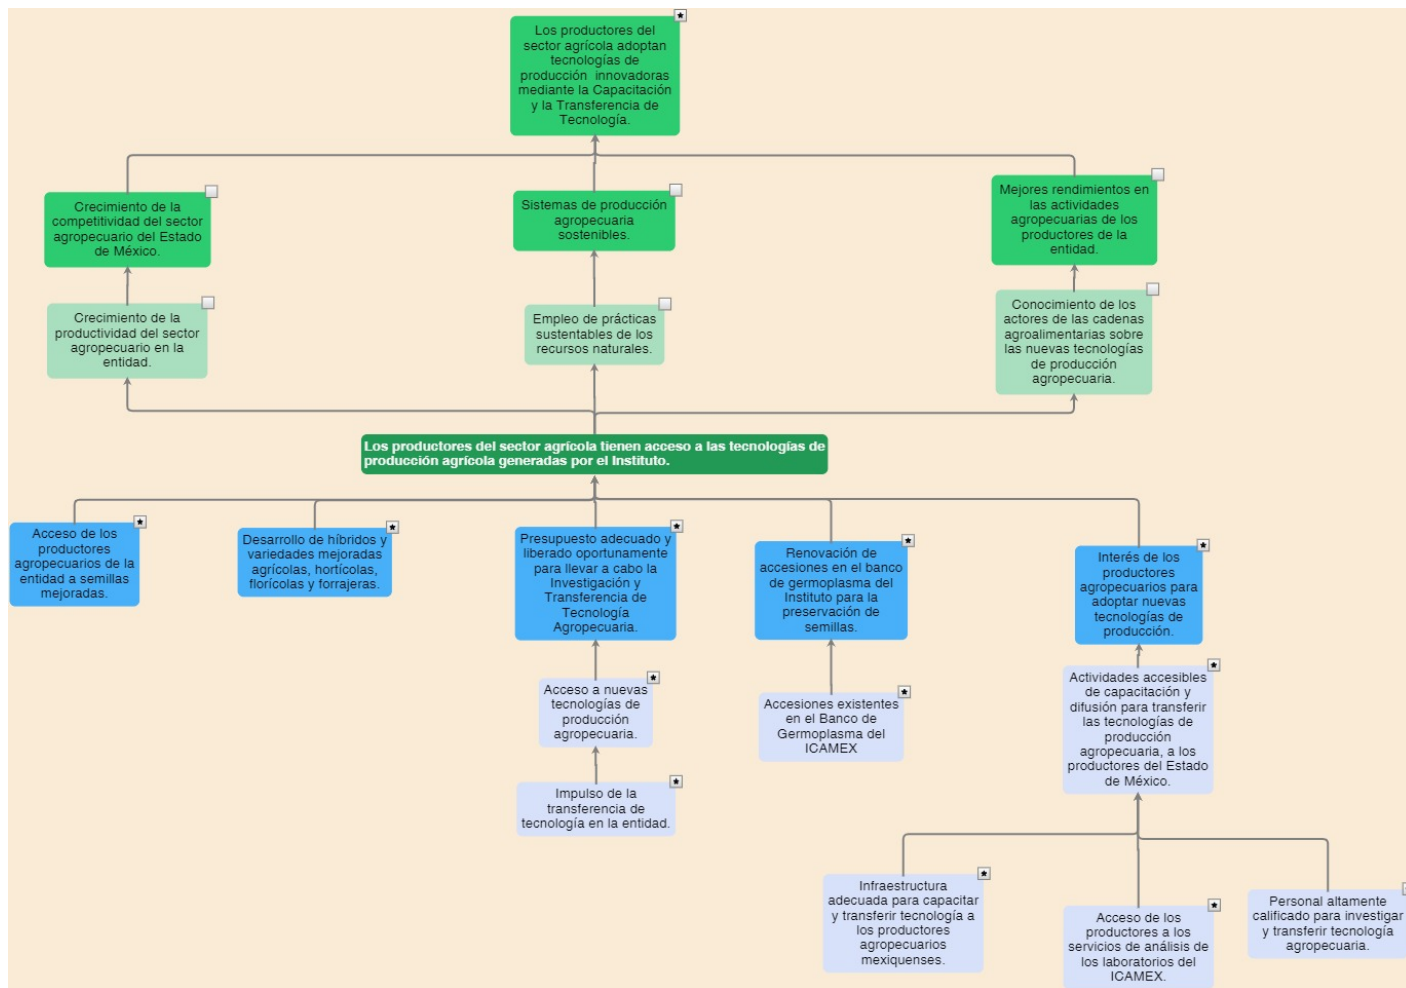 Los productores del
sector agrícola adoptan
tecnologías de
producción innovadoras
mediante la Capacitación
y la Transferencia de
Tecnología.
Crecimiento de la
competitividad del sector
agropecuario del Estado
de México.
Sistemas de producción
agropecuaria
sostenibles.
Mejores rendimientos en
las actividades
agropecuarias de los
productores de la
entidad.
Crecimiento de la
productividad del sector
agropecuario en la
entidad.
Empleo de prácticas
sustentables de los
recursos naturales.
Conocimiento de los
actores de las cadenas
agroalimentarias sobre
las nuevas tecnologías
de producción
agropecuaria.
Los productores del sector agrícola tienen acceso a las tecnologías de
producción agrícola generadas por el Instituto.
Acceso de los
productores
agropecuarios de la
entidad a semillas
mejoradas.
Desarrollo de híbridos y
variedades mejoradas
agrícolas, hortícolas,
florícolas y forrajeras.
Presupuesto adecuado y
liberado oportunamente
para llevar a cabo la
Investigación y
Transferencia de
Tecnología
Agropecuaria.
Renovación de
accesiones en el banco
de germoplasma del
Instituto para la
preservación de
semillas.
Interés de los
productores
agropecuarios para
adoptar nuevas
tecnologías de
producción.
Acceso a nuevas
tecnologías de
producción
agropecuaria.
Accesiones existentes
en el Banco de
Germoplasma del
ICAMEX
Actividades accesibles
de capacitación y
difusión para transferir
las tecnologías de
producción
agropecuaria, a los
productores del Estado
de México.
Impulso de la
transferencia de
tecnología en la entidad.
Infraestructura
adecuada para capacitar
y transferir tecnología a
los productores
agropecuarios
mexiquenses.
Acceso de los
productores a los
servicios de análisis de
los laboratorios del
ICAMEX.
Personal altamente
calificado para investigar
y transferir tecnología
agropecuaria.